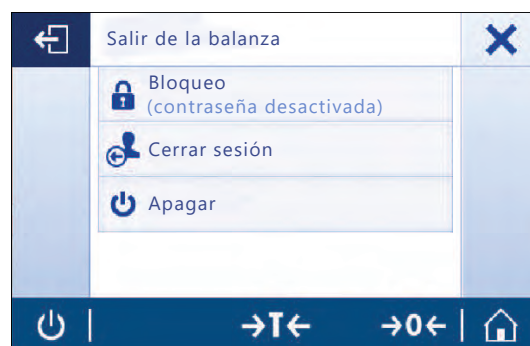 Salir de la balanza
Bloqueo
(contraseña desactivada)
Cerrar sesión
Apagar
→T← →0←